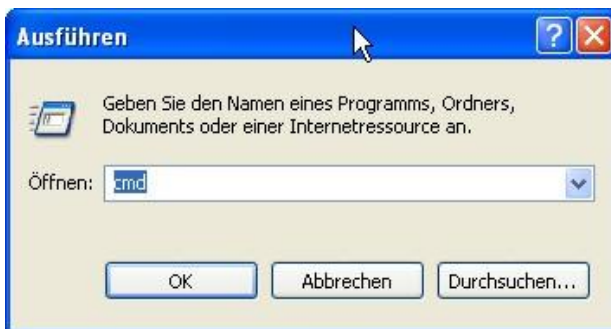 Ausführen
Geben Sie den Namen eines Programms, Ordners,
Dokuments oder einer Internetressource an.
Öffnen: cmd
OK Abbrechen Durchsuchen...